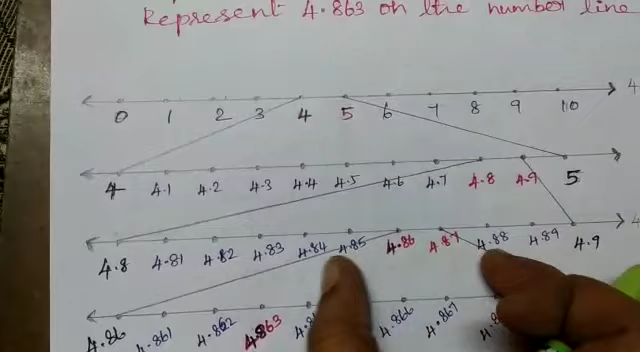 Represent 4.863 on the number line
0 1 2 3 4 5 6 7 8 9 10
4 4.1 4.2 4.3 4.4 4.5 4.6 4.7 4.8 4.9 5
4.8 4.81 4.82 4.83 4.84 4.85 4.86 4.87 4.88 4.89 4.9
4.86 4.861 4.862 4.863 4.866 4.867